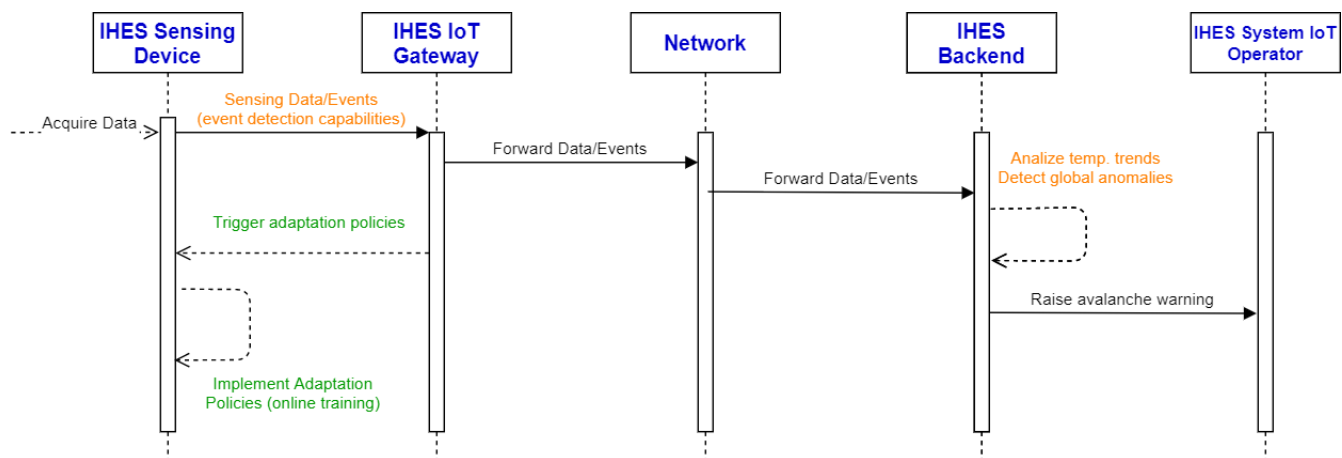 IHES Sensing
Device
IHES IoT
Gateway
Network
IHES
Backend
IHES System IoT
Operator
Acquire Data
Sensing Data/Events
(event detection capabilities)
Forward Data/Events
Forward Data/Events
Analize temp. trends
Detect global anomalies
Trigger adaptation policies
Raise avalanche warning
Implement Adaptation
Policies (online training)